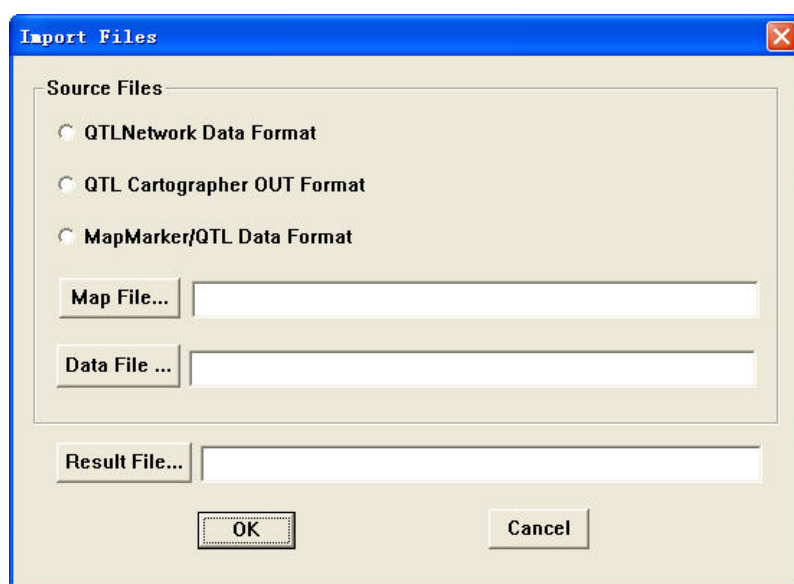 Import Files
Source Files
QTLNetwork Data Format
QTL Cartographer OUT Format
MapMarker/QTL Data Format
Map File...
Data File ...
Result File...
OK
Cancel